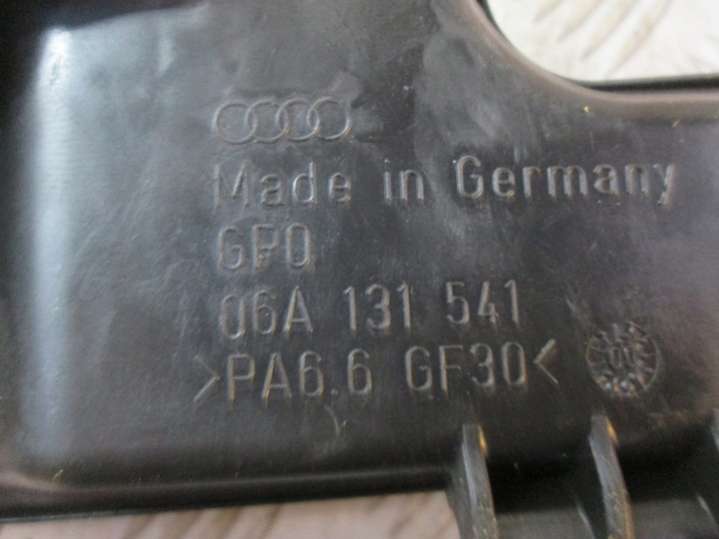 Made in Germany
GPO
06A 131 541
>PA6.6 GF30<